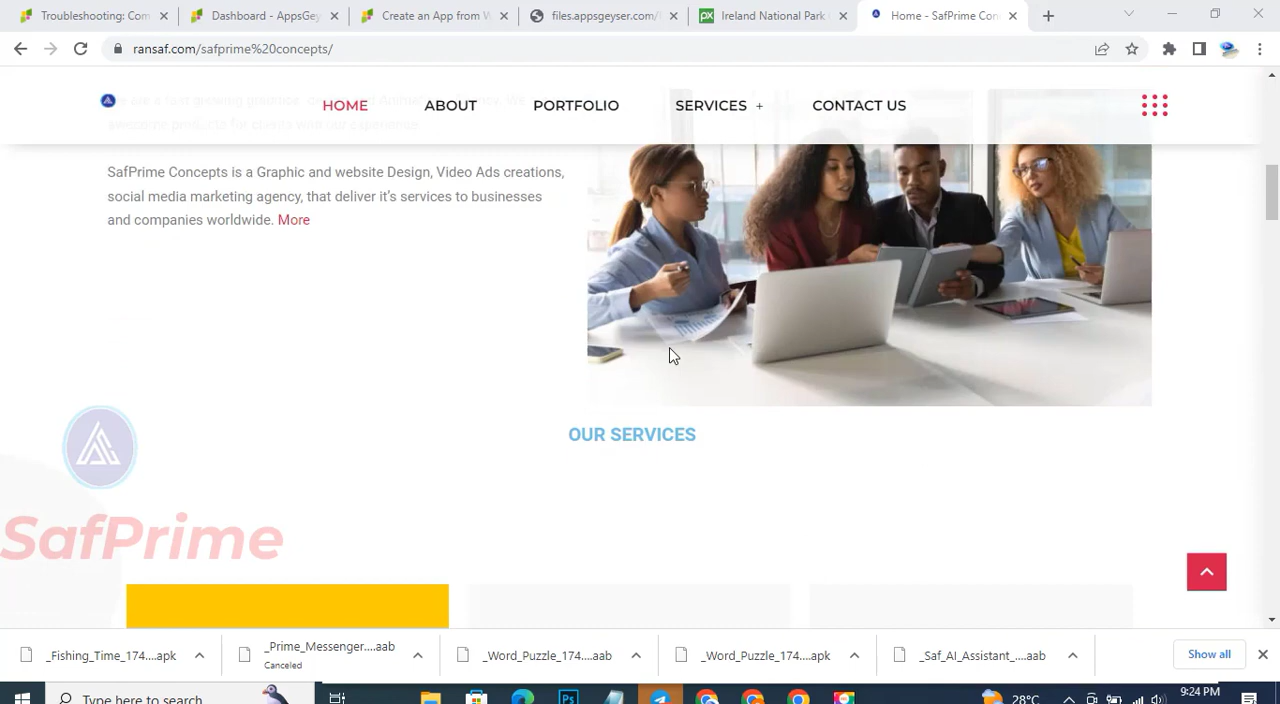 Troubleshooting: Com
Dashboard - AppsGey
Create an App from W
files.appsgeyser.com/
Ireland National Park
Home - SafPrime Con
ransaf.com/safprime%20concepts/
HOME
ABOUT
PORTFOLIO
SERVICES +
CONTACT US
SafPrime Concepts is a Graphic and website Design, Video Ads creations,
social media marketing agency, that deliver it's services to businesses
and companies worldwide. More
OUR SERVICES
SafPrime
_Fishing_Time_174....apk
_Prime_Messenger....aab
Canceled
_Word_Puzzle_174....aab
_Word_Puzzle_174....apk
_Saf_AI_Assistant_....aab
Show all
Type here to search
28°C
9:24 PM